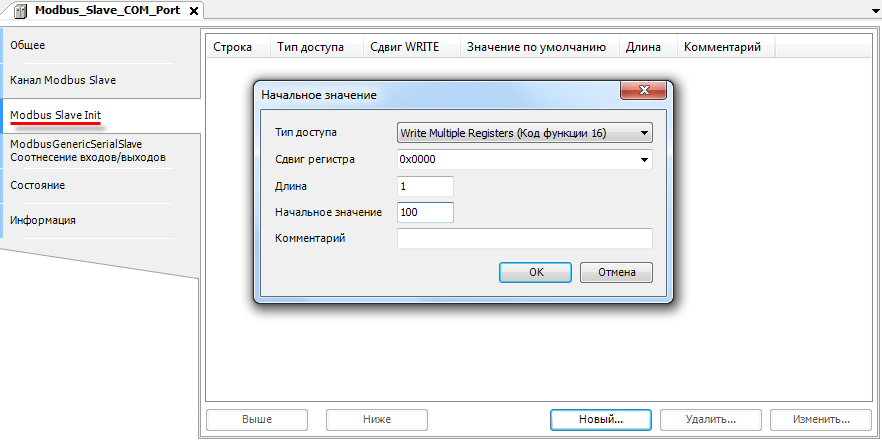 Modbus_Slave_COM_Port
Общее
Канал Modbus Slave
Modbus Slave Init
ModbusGenericSerialSlave
Соотнесение входов/выходов
Состояние
Информация
Строка Тип доступа Сдвиг WRITE Значение по умолчанию Длина Комментарий
Начальное значение
Тип доступа Write Multiple Registers (Код функции 16)
Сдвиг регистра 0x0000
Длина 1
Начальное значение 100
Комментарий
OK Отмена
Выше Ниже Новый... Удалить... Изменить...